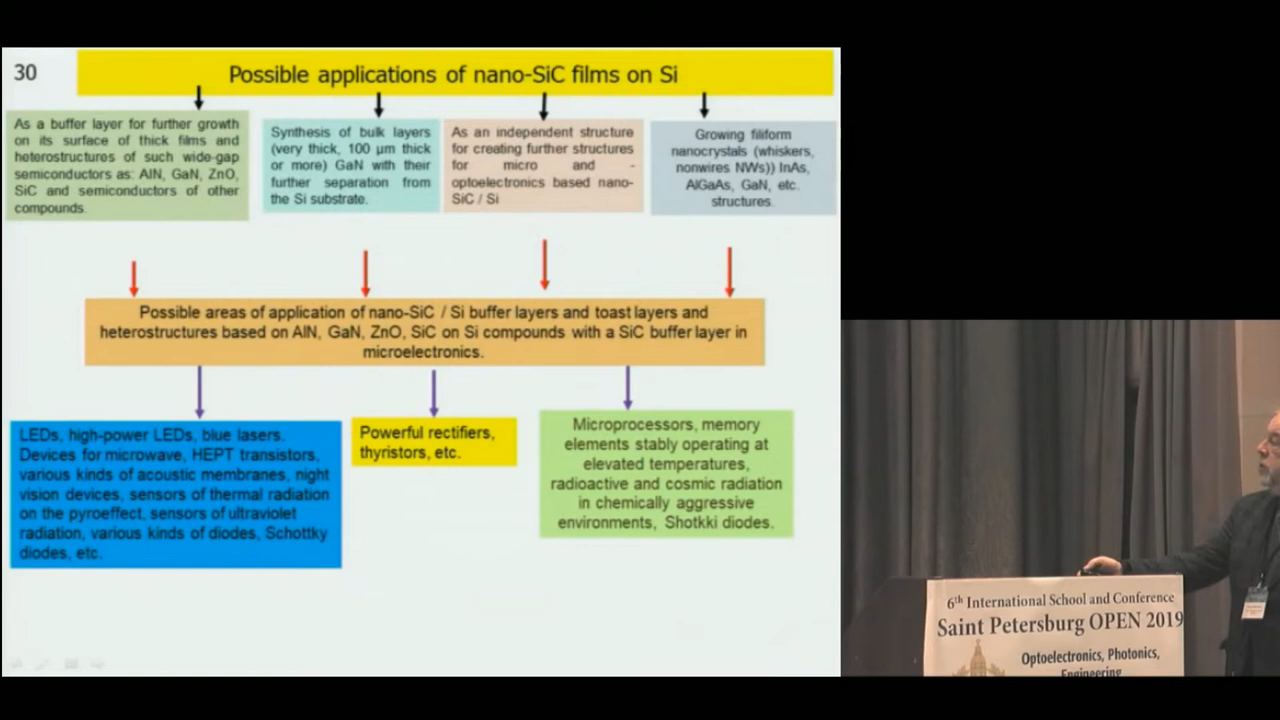 30
Possible applications of nano-SiC films on Si
As a buffer layer for further growth
on its surface of thick films and
heterostructures of such wide-gap
semiconductors as: AlN, GaN, ZnO,
SiC and semiconductors of other
compounds.
Synthesis of bulk layers
(very thick, 100 μm thick
or more) GaN with their
further separation from
the Si substrate.
As an independent structure
for creating further structures
for micro and -
optoelectronics based nano-
SiC / Si
Growing filiform
nanocrystals (whiskers,
nonwires NWs)) InAs,
AlGaAs, GaN, etc.
structures.
Possible areas of application of nano-SiC / Si buffer layers and toast layers and
heterostructures based on AlN, GaN, ZnO, SiC on Si compounds with a SiC buffer layer in
microelectronics.
LEDs, high-power LEDs, blue lasers.
Devices for microwave, HEPT transistors,
various kinds of acoustic membranes, night
vision devices, sensors of thermal radiation
on the pyroeffect, sensors of ultraviolet
radiation, various kinds of diodes, Schottky
diodes, etc.
Powerful rectifiers,
thyristors, etc.
Microprocessors, memory
elements stably operating at
elevated temperatures,
radioactive and cosmic radiation
in chemically aggressive
environments, Shotkki diodes.
6th International School and Conference
Saint Petersburg OPEN 2019
Optoelectronics, Photonics,
Engineering